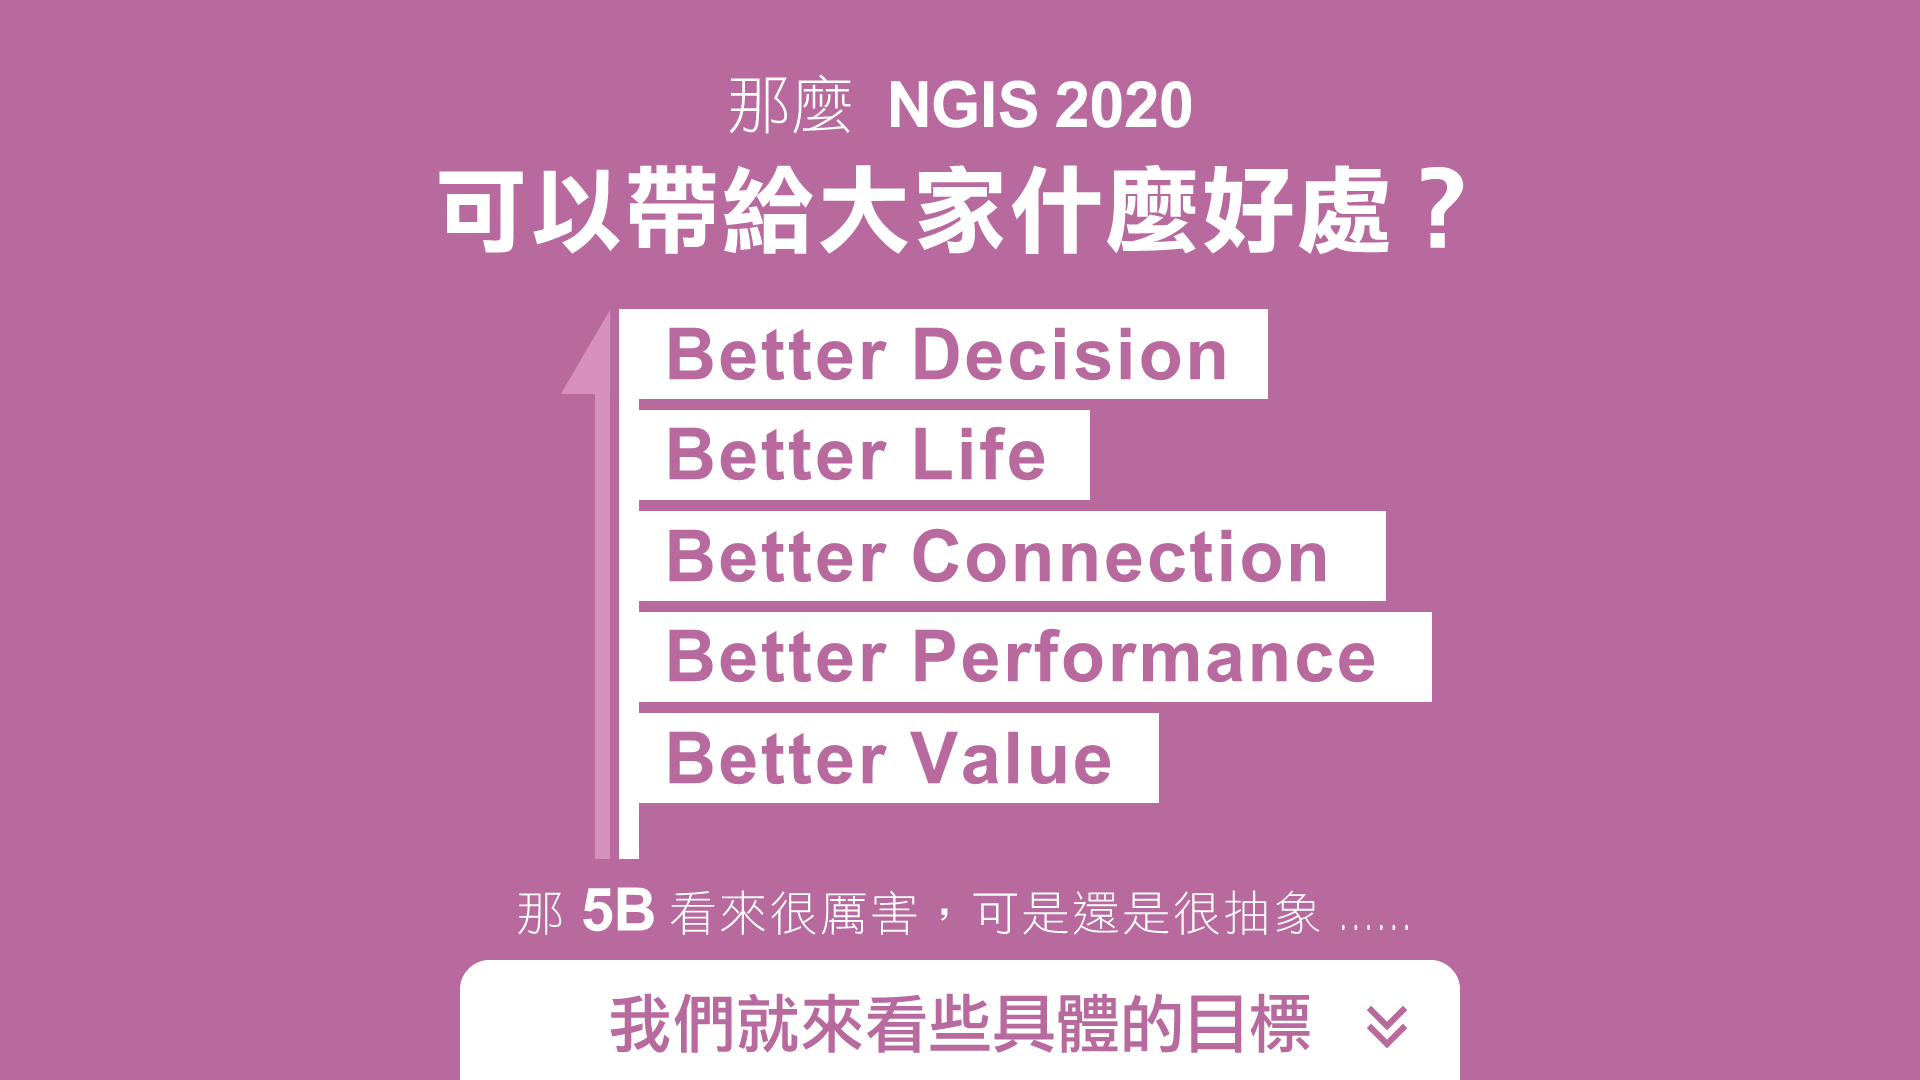 那麼 NGIS 2020
可以帶給大家什麼好處？
Better Decision
Better Life
Better Connection
Better Performance
Better Value
那 5B 看來很厲害，可是還是很抽象 ......
我們就來看些具體的目標